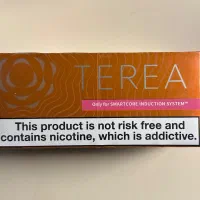 TEREA
Only for SMARTCORE INDUCTION SYSTEM™
This product is not risk free and
contains nicotine, which is addictive.